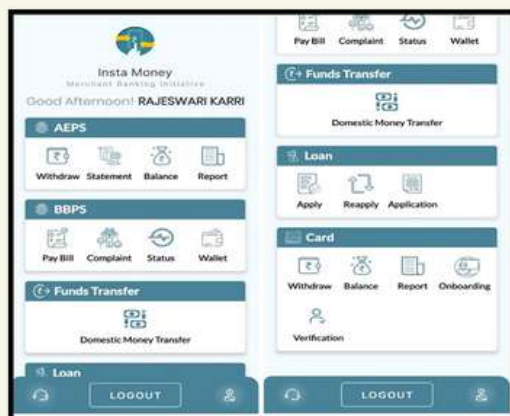 Insta Money
Merchant Banking Initiative
Good Afternoon! RAJESWARI KARRI
AEPS
Withdraw Statement Balance Report
BBPS
Pay Bill Complaint Status Wallet
Funds Transfer
Domestic Money Transfer
Loan
LOGOUT
Pay Bill Complaint Status Wallet
Funds Transfer
Domestic Money Transfer
Loan
Apply Reapply Application
Card
Withdraw Balance Report Onboarding
Verification
LOGOUT